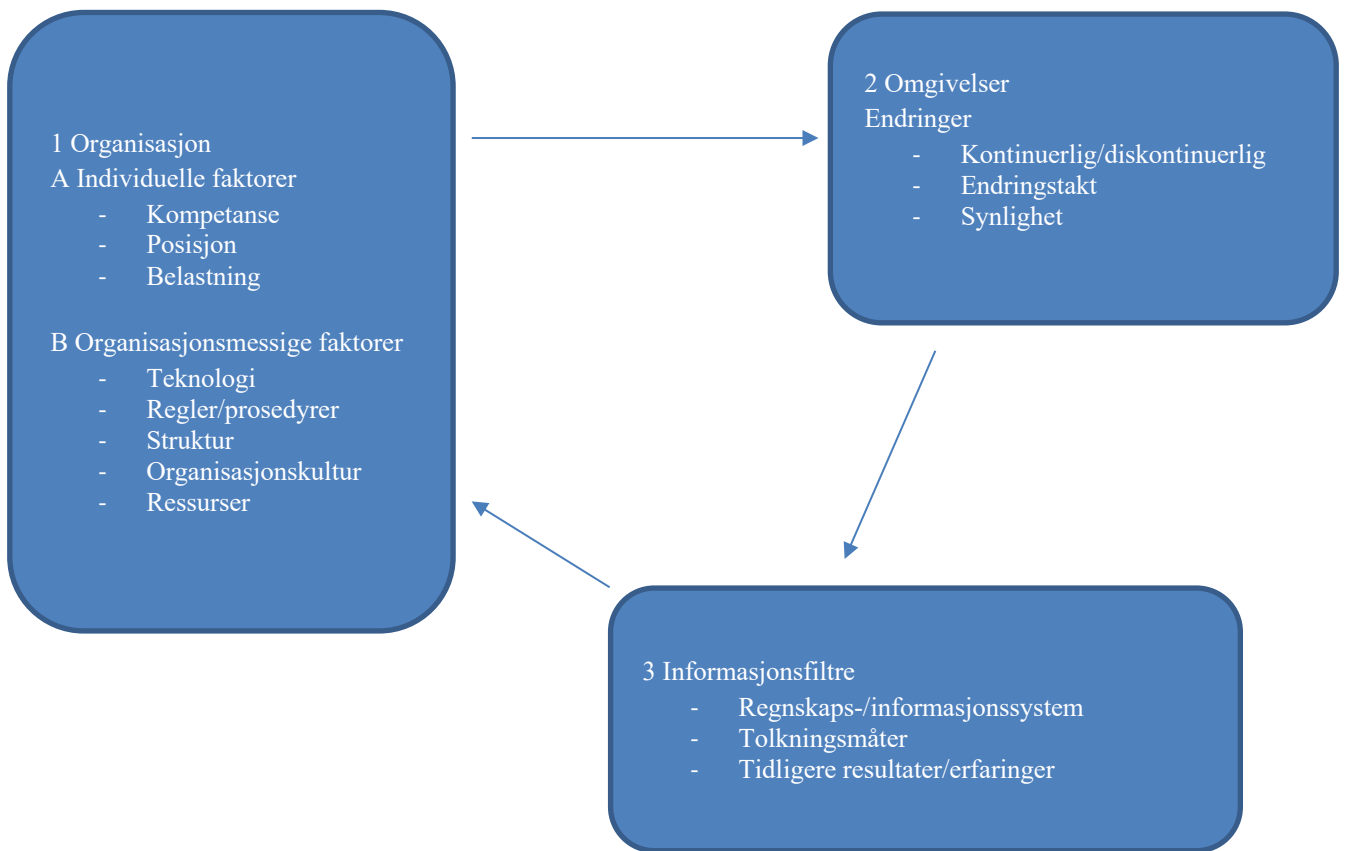 1 Organisasjon
A Individuelle faktorer
- Kompetanse
- Posisjon
- Belastning
B Organisasjonsmessige faktorer
- Teknologi
- Regler/prosedyrer
- Struktur
- Organisasjonskultur
- Ressurser
2 Omgivelser
Endringer
- Kontinuerlig/diskontinuerlig
- Endringstakt
- Synlighet
3 Informasjonsfiltre
- Regnskaps-/informasjonssystem
- Tolkningsmåter
- Tidligere resultater/erfaringer